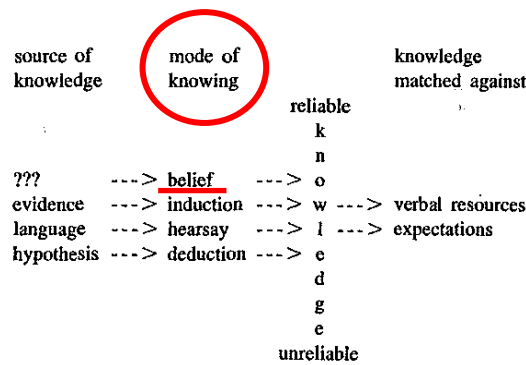 source of mode of knowledge
knowledge knowing matched against
reliable
k
n
??? ---> belief ---> o
evidence ---> induction ---> w ---> verbal resources
language ---> hearsay ---> l ---> expectations
hypothesis ---> deduction ---> e
d
g
e
unreliable